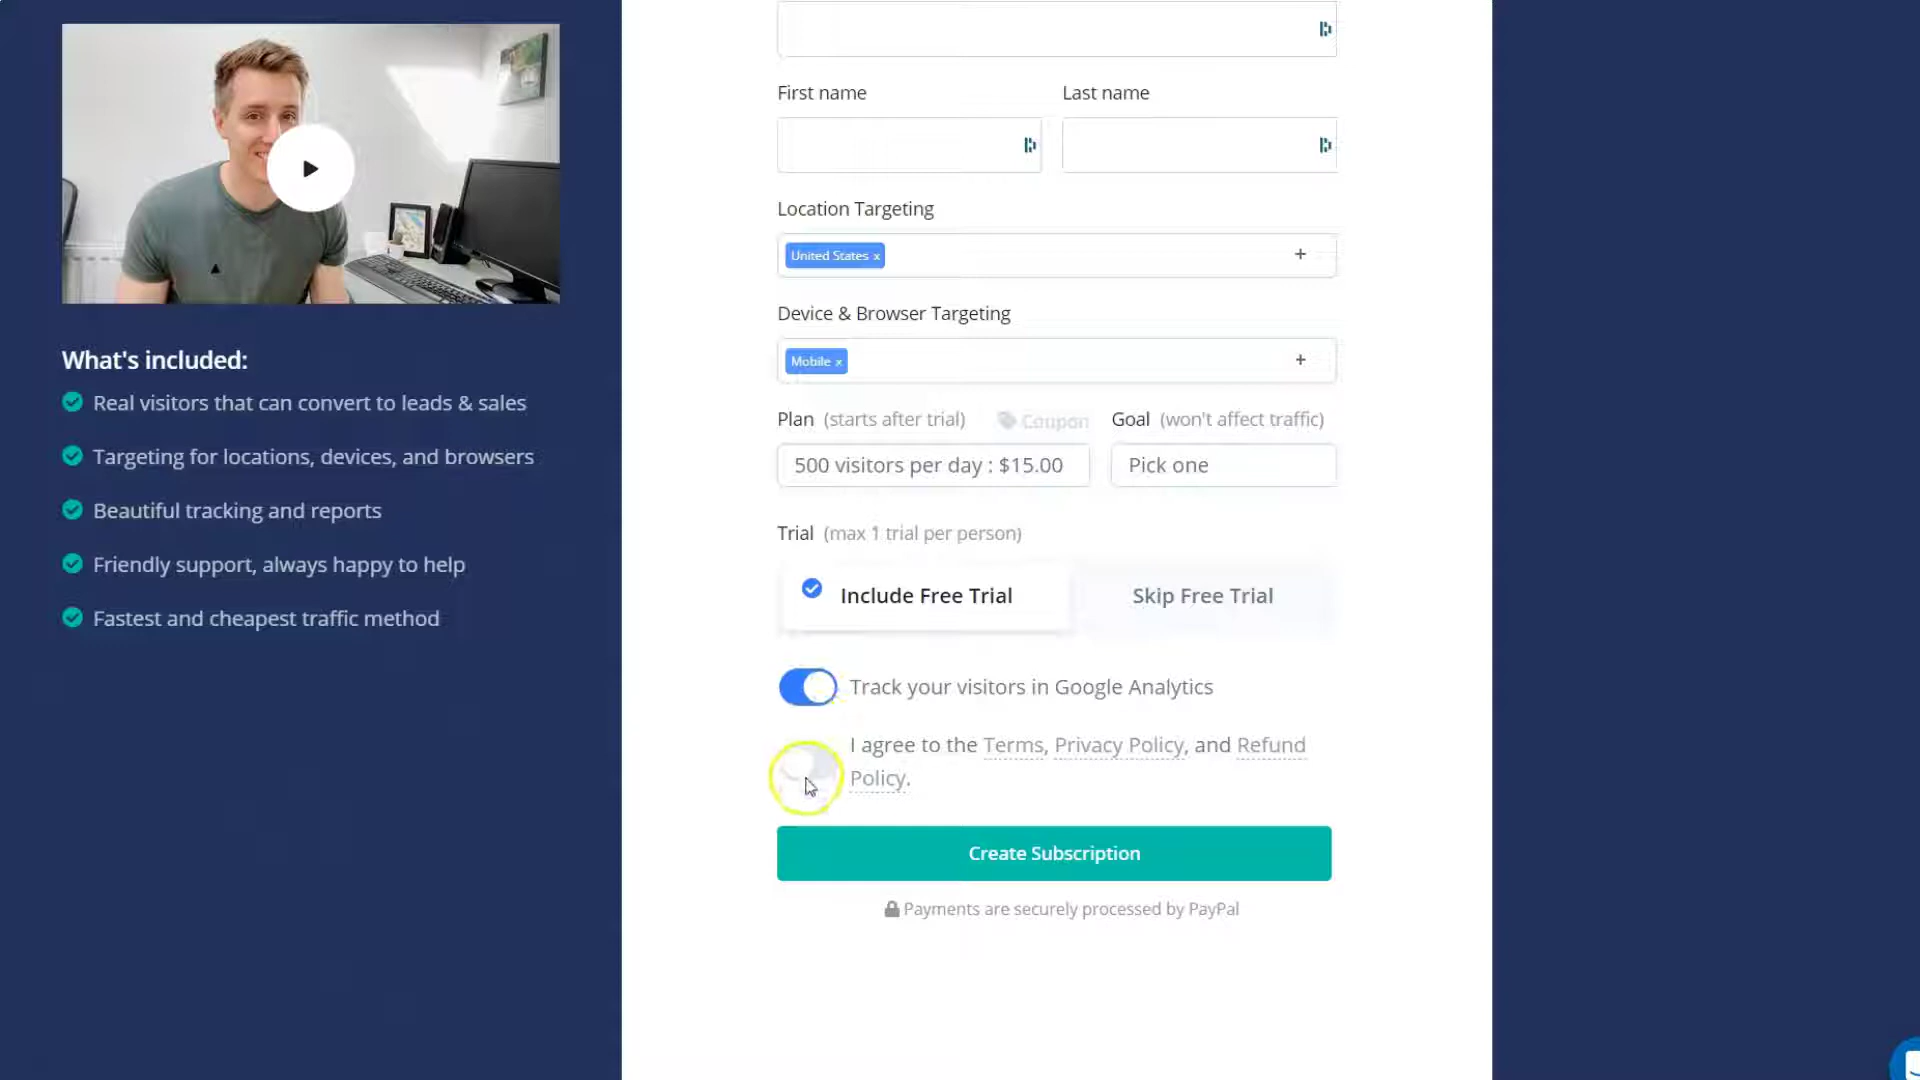 First name Last name
Location Targeting
United States x +
Device & Browser Targeting
Mobile x +
Plan (starts after trial) Coupon Goal (won't affect traffic)
500 visitors per day : $15.00 Pick one
Trial (max 1 trial per person)
Include Free Trial Skip Free Trial
Track your visitors in Google Analytics
I agree to the Terms, Privacy Policy, and Refund
Policy.
Create Subscription
Payments are securely processed by PayPal
What's included:
Real visitors that can convert to leads & sales
Targeting for locations, devices, and browsers
Beautiful tracking and reports
Friendly support, always happy to help
Fastest and cheapest traffic method